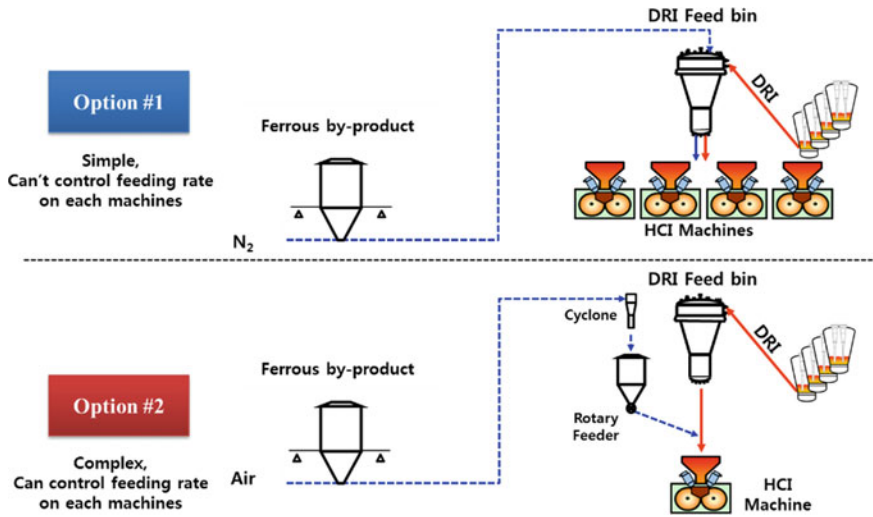 DRI Feed bin
Option #1
Ferrous by-product
DRI
Simple,
Can't control feeding rate
on each machines
N2
HCI Machines
DRI Feed bin
Cyclone
DRI
Ferrous by-product
Option #2
Rotary
Feeder
Complex,
Can control feeding rate
on each machines
Air
HCI
Machine